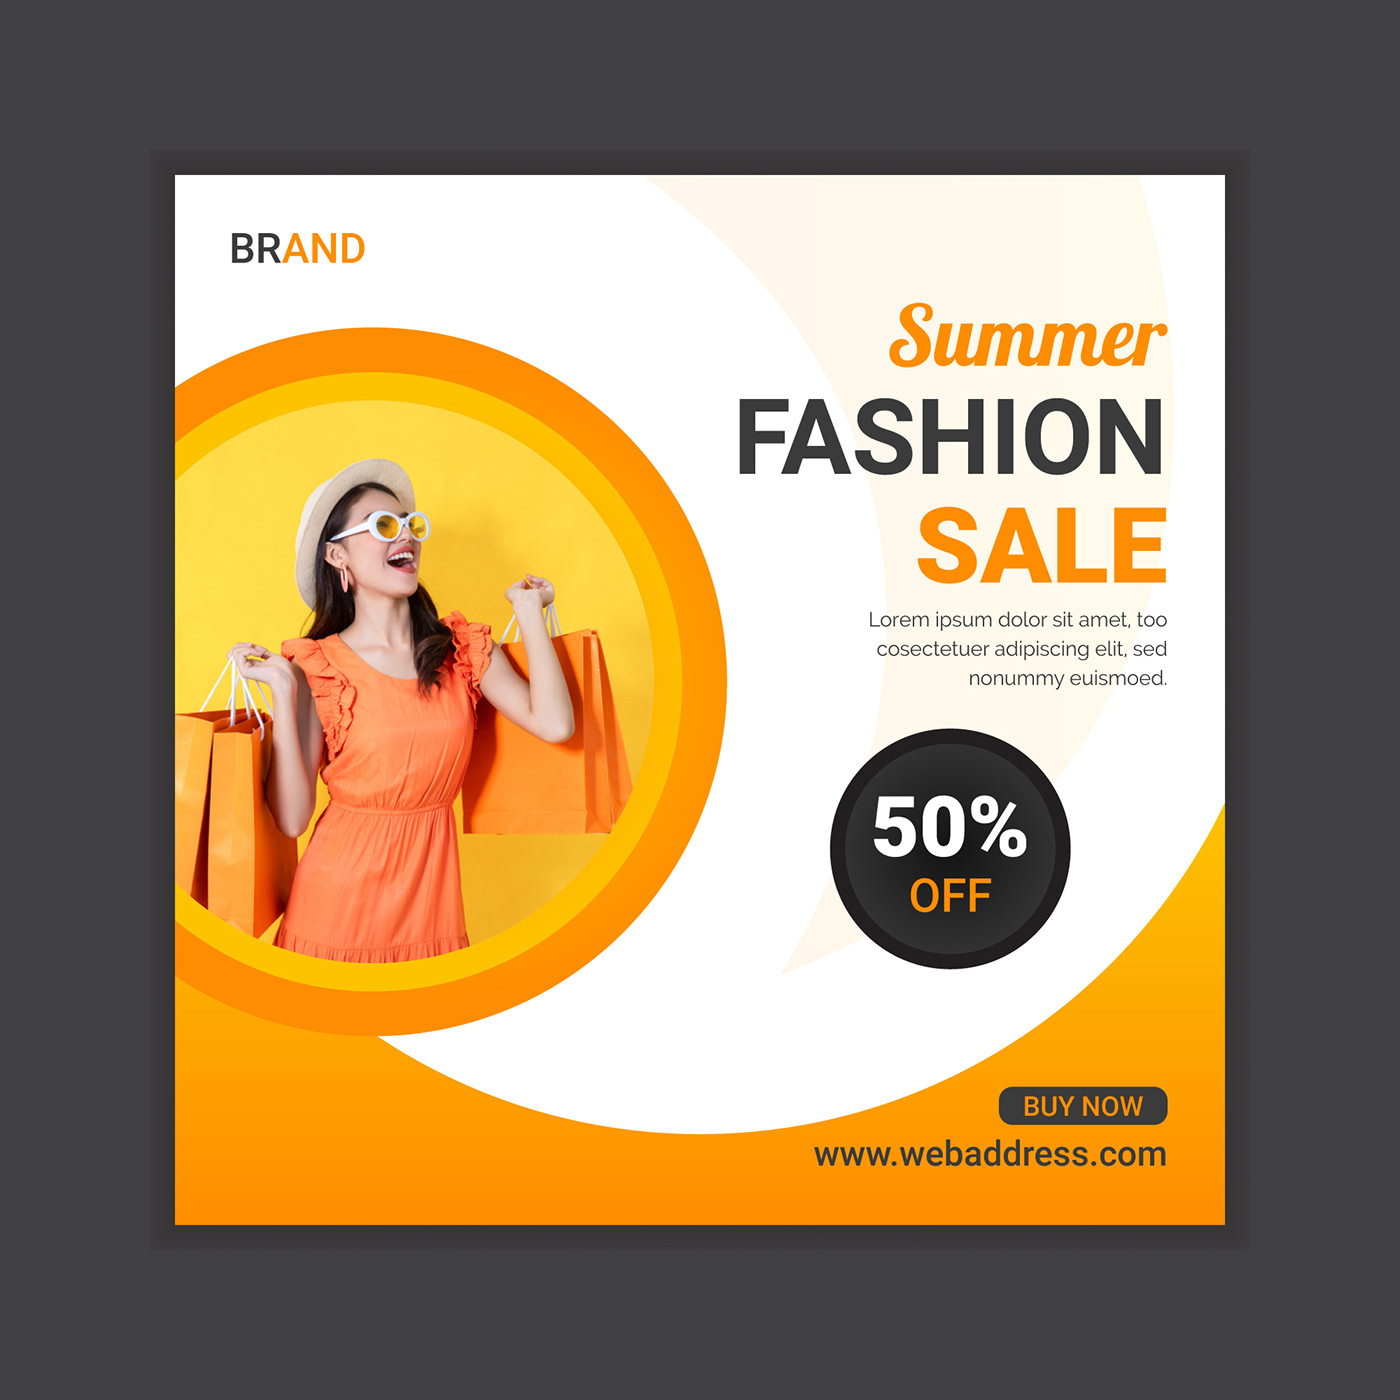 BRAND
Summer
FASHION
SALE
Lorem ipsum dolor sit amet, too
cosectetuer adipiscing elit, sed
nonummy euismoed.
50%
OFF
BUY NOW
www.webaddress.com